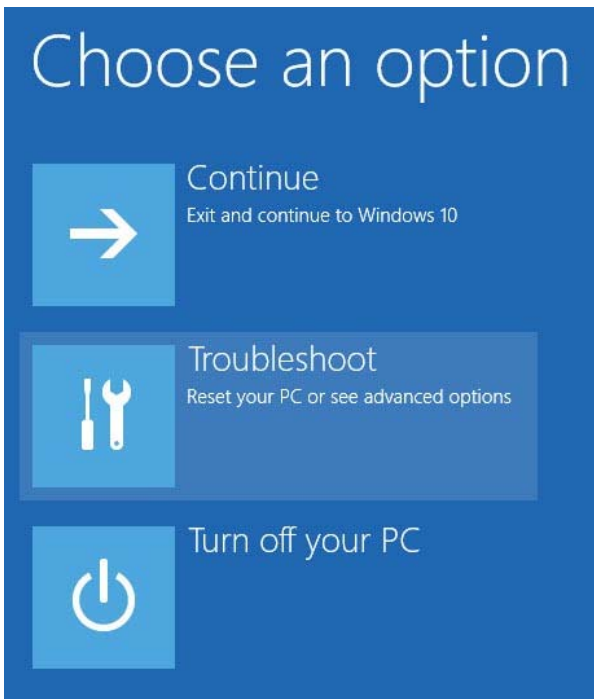 Choose an option
Continue
Exit and continue to Windows 10
Troubleshoot
Reset your PC or see advanced options
Turn off your PC